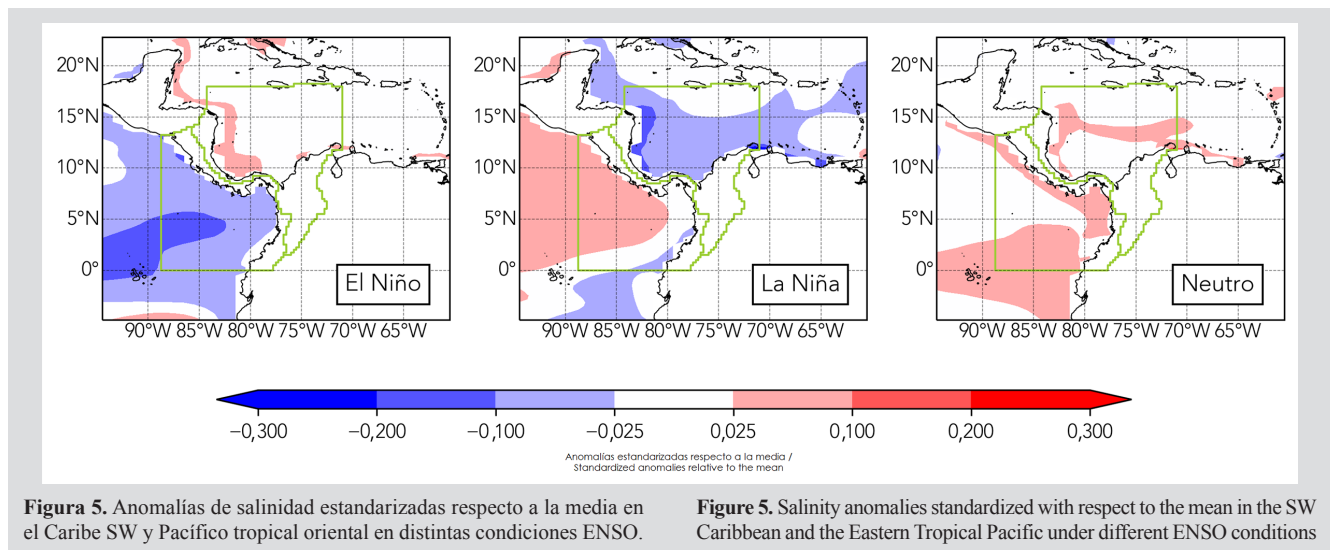 20°N
15°N
10°N
5°N
0°
El Niño
90°W 85°W 80°W 75°W 70°W 65°W
20°N
15°N
10°N
5°N
0°
La Niña
90°W 85°W 80°W 75°W 70°W 65°W
20°N
15°N
10°N
5°N
0°
Neutro
90°W 85°W 80°W 75°W 70°W 65°W
−0,300 −0,200 −0,100 −0,025 0,025 0,100 0,200 0,300
Anomalías estandarizadas respecto a la media /
Standardized anomalies relative to the mean
Figura 5. Anomalías de salinidad estandarizadas respecto a la media en
el Caribe SW y Pacífico tropical oriental en distintas condiciones ENSO.
Figure 5. Salinity anomalies standardized with respect to the mean in the SW
Caribbean and the Eastern Tropical Pacific under different ENSO conditions